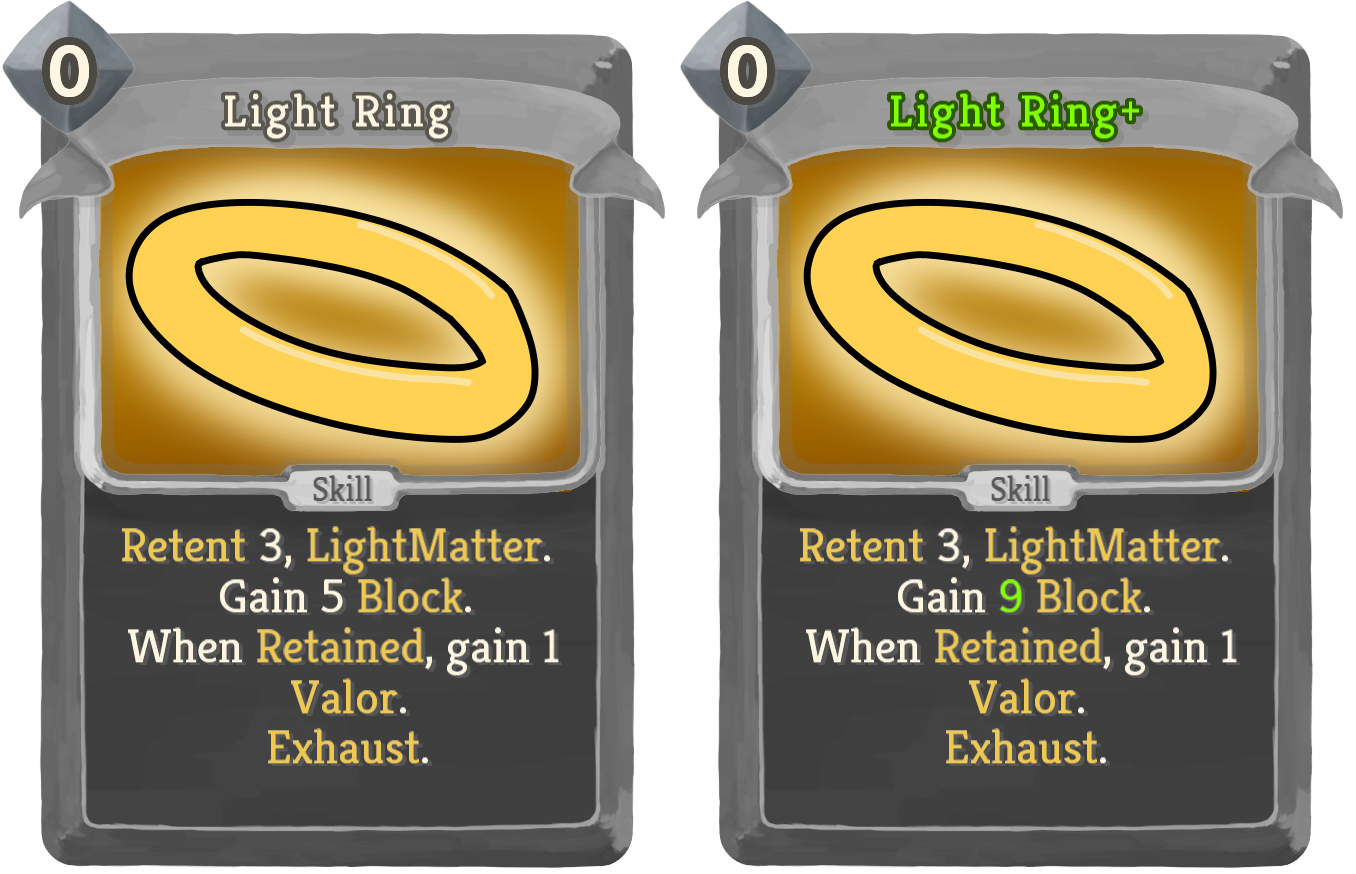 0
Light Ring
Skill
Retent 3, LightMatter.
Gain 5 Block.
When Retained, gain 1
Valor.
Exhaust.
0
Light Ring+
Skill
Retent 3, LightMatter.
Gain 9 Block.
When Retained, gain 1
Valor.
Exhaust.